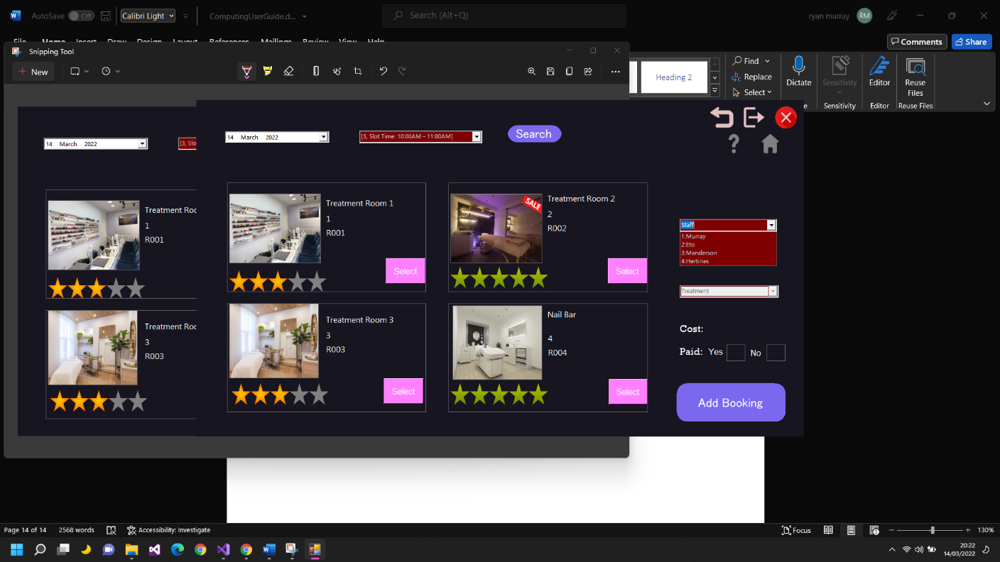 AutoSave Off Calibri Light ComputingUserGuide.d... Search (Alt+Q) ryan murray RM
File Home Insert Draw Design Layout References Mailings Review View Help Comments Share
Snipping Tool
New
Heading 2
Find
Replace
Select
Dictate
Sensitivity
Editor
Reuse
Files
Sensitivity Editor Reuse Files
14 March 2022 [3, Slo
14 March 2022 [3, Slot Time: 10:00AM - 11:00AM] Search
?
Treatment Roo
1
R001
Treatment Roo
3
R003
Treatment Room 1
1
R001
Select
SALE
Treatment Room 2
2
R002
Select
Treatment Room 3
3
R003
Select
Nail Bar
4
R004
Select
Staff
1:Murray
2:Eto
3:Manderson
4:Hertines
Treatment
Cost:
Paid: Yes No
Add Booking
Page 14 of 14 2568 words Accessibility: Investigate Focus 130%
20:22
14/03/2022